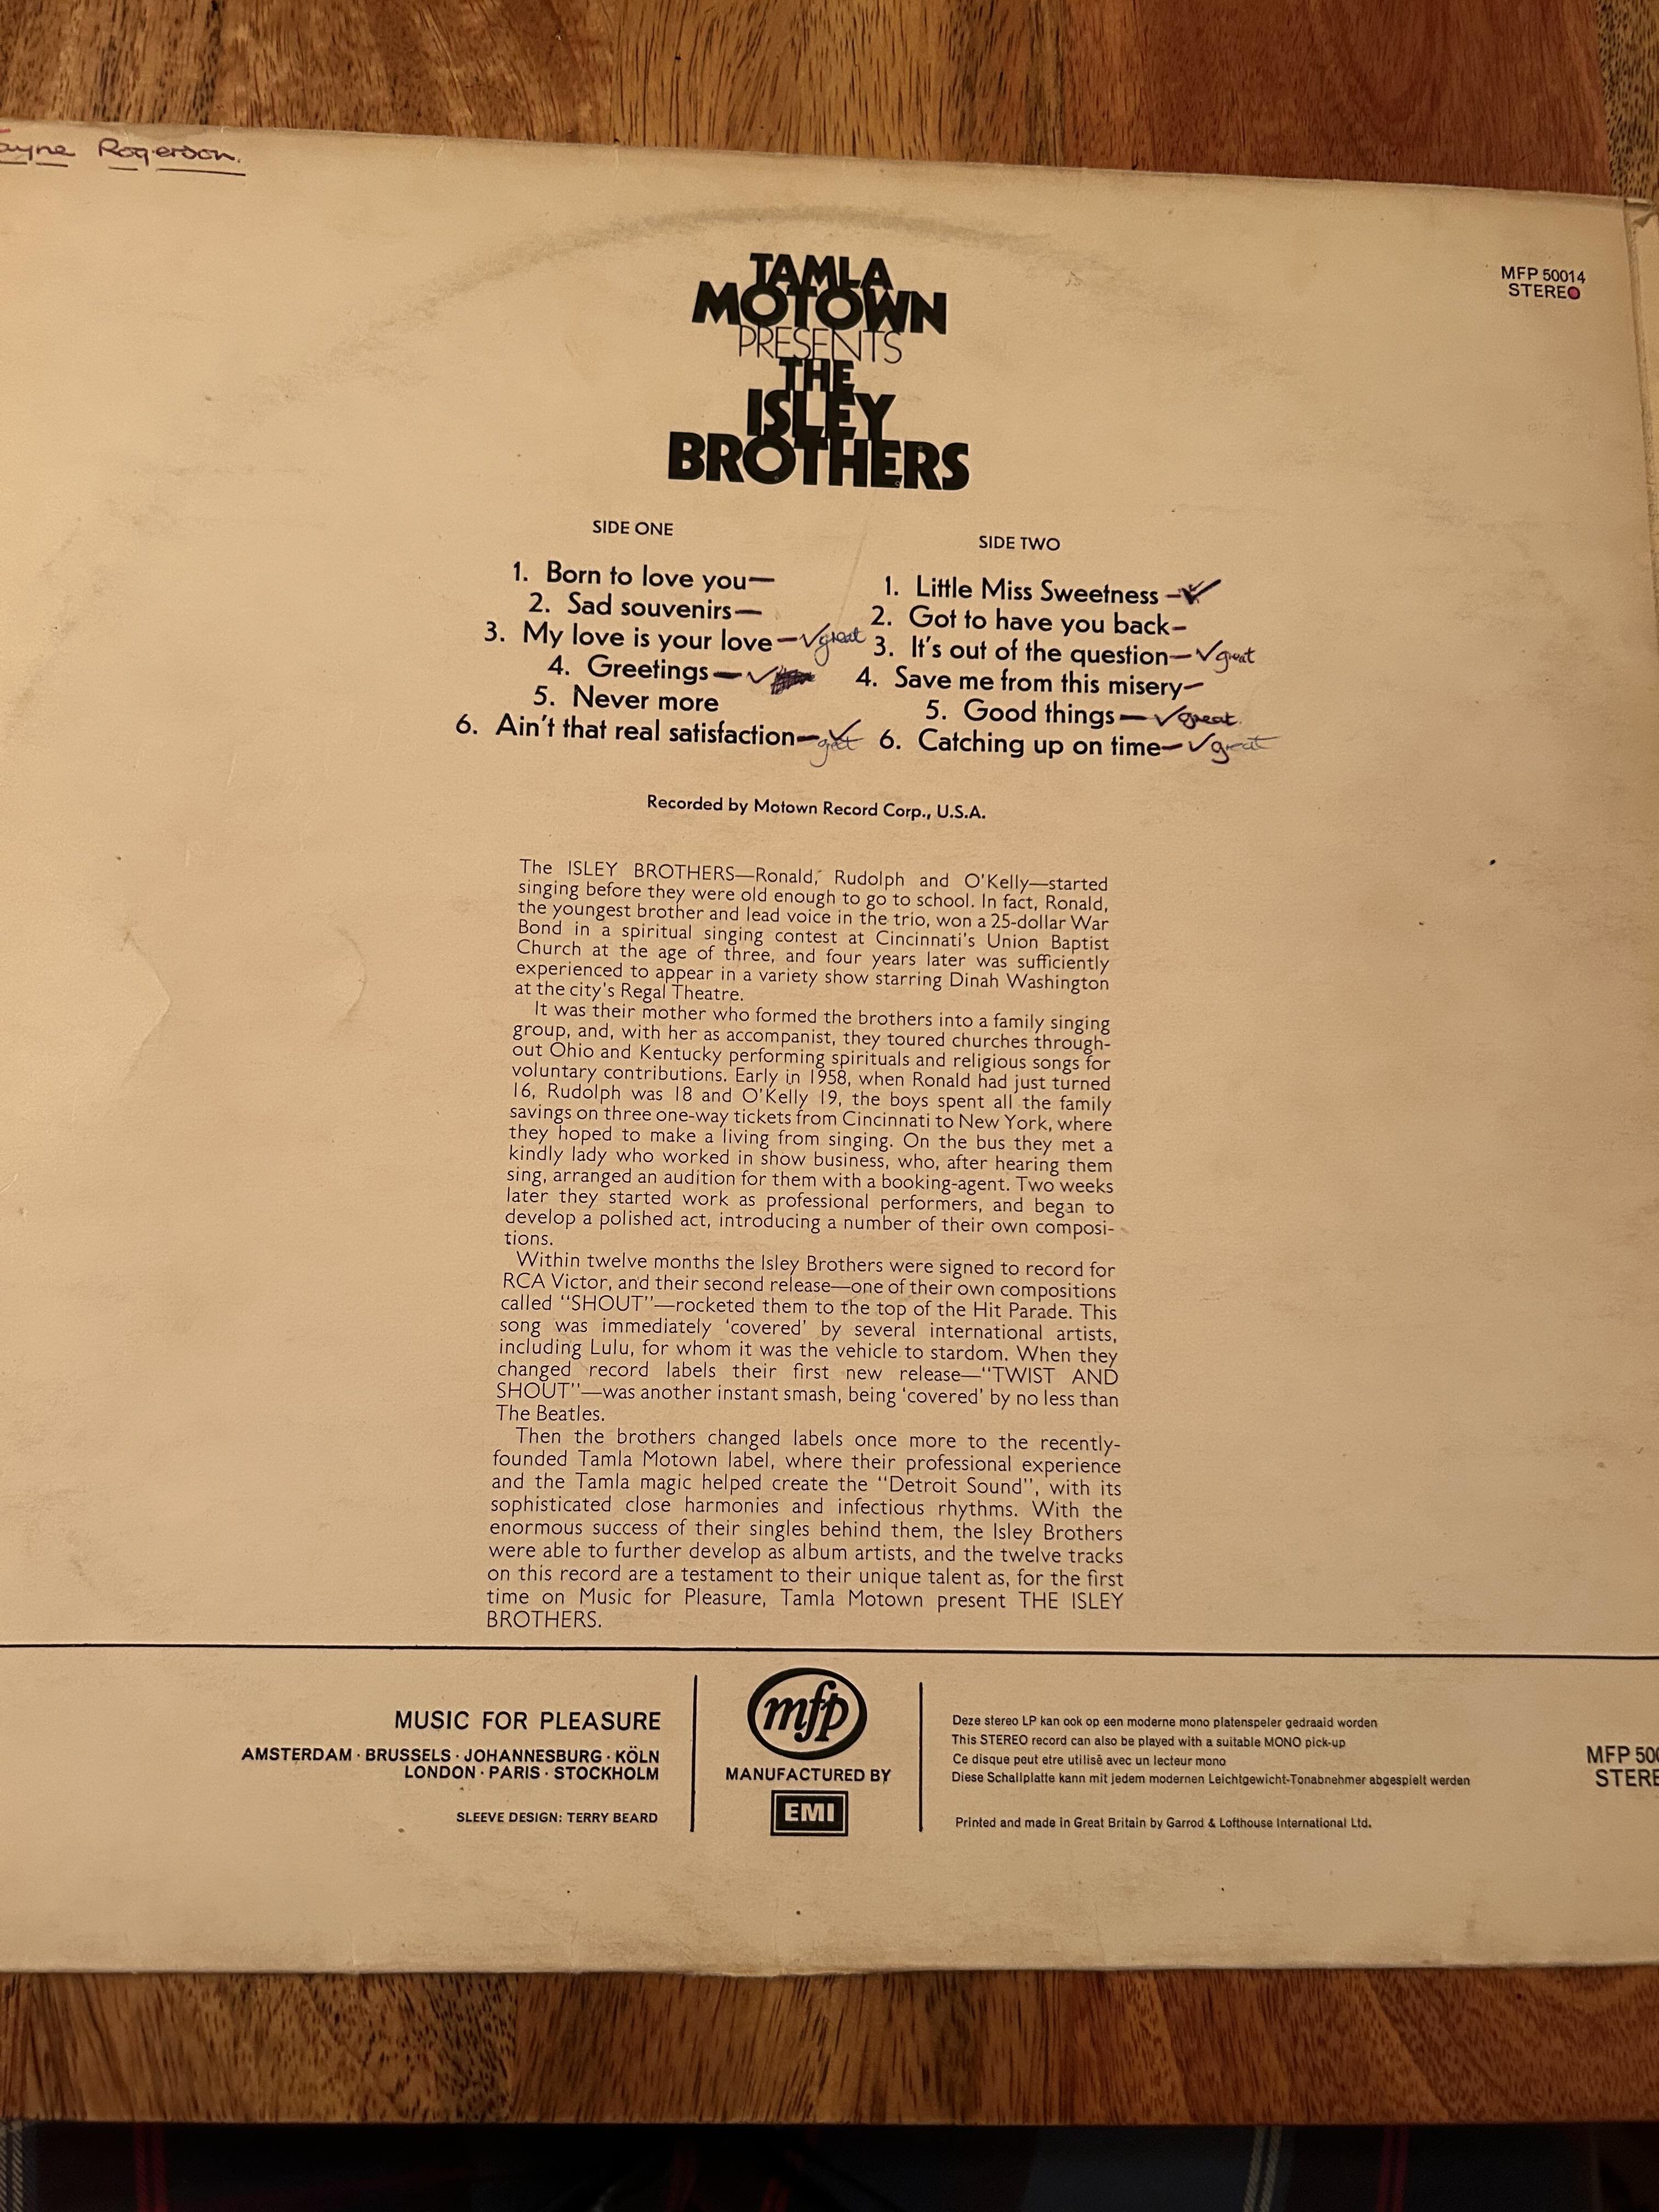 Rogerson.
MFP 50014
STEREO
TAMLA
MOTOWN
PRESENTS
THE
ISLEY
BROTHERS
SIDE ONE
1. Born to love you—
2. Sad souvenirs—
3. My love is your love—✓great
4. Greetings—✓
5. Never more
6. Ain't that real satisfaction—✓great
SIDE TWO
1. Little Miss Sweetness—✓
2. Got to have you back—
3. It's out of the question—✓great
4. Save me from this misery—
5. Good things—✓great.
6. Catching up on time—✓great
Recorded by Motown Record Corp., U.S.A.
The ISLEY BROTHERS—Ronald, Rudolph and O'Kelly—started
singing before they were old enough to go to school. In fact, Ronald,
the youngest brother and lead voice in the trio, won a 25-dollar War
Bond in a spiritual singing contest at Cincinnati's Union Baptist
Church at the age of three, and four years later was sufficiently
experienced to appear in a variety show starring Dinah Washington
at the city's Regal Theatre.
It was their mother who formed the brothers into a family singing
group, and, with her as accompanist, they toured churches through-
out Ohio and Kentucky performing spirituals and religious songs for
voluntary contributions. Early in 1958, when Ronald had just turned
16, Rudolph was 18 and O'Kelly 19, the boys spent all the family
savings on three one-way tickets from Cincinnati to New York, where
they hoped to make a living from singing. On the bus they met a
kindly lady who worked in show business, who, after hearing them
sing, arranged an audition for them with a booking-agent. Two weeks
later they started work as professional performers, and began to
develop a polished act, introducing a number of their own composi-
tions.
Within twelve months the Isley Brothers were signed to record for
RCA Victor, and their second release—one of their own compositions
called "SHOUT"—rocketed them to the top of the Hit Parade. This
song was immediately 'covered' by several international artists,
including Lulu, for whom it was the vehicle to stardom. When they
changed record labels their first new release—"TWIST AND
SHOUT"—was another instant smash, being 'covered' by no less than
The Beatles.
Then the brothers changed labels once more to the recently-
founded Tamla Motown label, where their professional experience
and the Tamla magic helped create the "Detroit Sound", with its
sophisticated close harmonies and infectious rhythms. With the
enormous success of their singles behind them, the Isley Brothers
were able to further develop as album artists, and the twelve tracks
on this record are a testament to their unique talent as, for the first
time on Music for Pleasure, Tamla Motown present THE ISLEY
BROTHERS.
MUSIC FOR PLEASURE
AMSTERDAM · BRUSSELS · JOHANNESBURG · KÖLN
LONDON · PARIS · STOCKHOLM
SLEEVE DESIGN: TERRY BEARD
mfp
MANUFACTURED BY
EMI
Deze stereo LP kan ook op een moderne mono platenspeler gedraaid worden
This STEREO record can also be played with a suitable MONO pick-up
Ce disque peut etre utilisē avec un lecteur mono
Diese Schallplatte kann mit jedem modernen Leichtgewicht-Tonabnehmer abgespielt werden
Printed and made in Great Britain by Garrod & Lofthouse International Ltd.
MFP